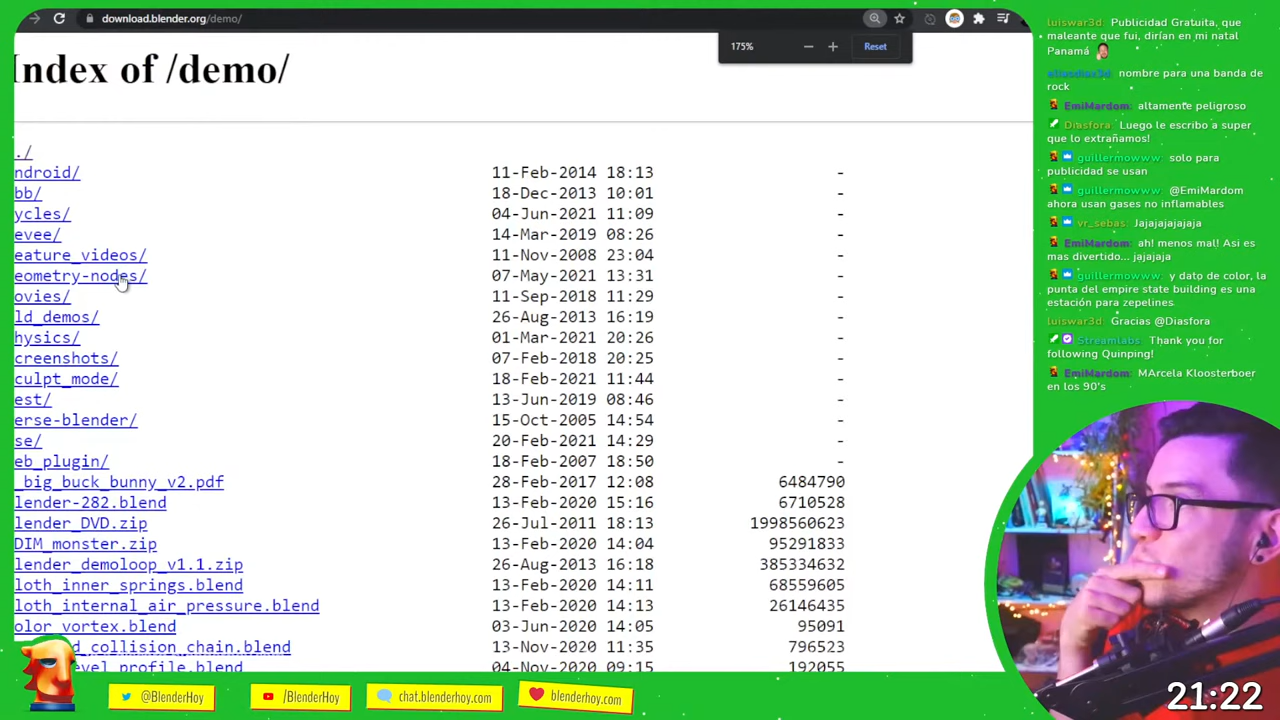 download.blender.org/demo/
175%
Reset
Index of /demo/
./
ndroid/ 11-Feb-2014 18:13 -
bb/ 18-Dec-2013 10:01 -
ycles/ 04-Jun-2021 11:09 -
evee/ 14-Mar-2019 08:26 -
eature_videos/ 11-Nov-2008 23:04 -
eometry-nodes/ 07-May-2021 13:31 -
ovies/ 11-Sep-2018 11:29 -
ld_demos/ 26-Aug-2013 16:19 -
hysics/ 01-Mar-2021 20:26 -
creenshots/ 07-Feb-2018 20:25 -
culpt_mode/ 18-Feb-2021 11:44 -
est/ 13-Jun-2019 08:46 -
erse-blender/ 15-Oct-2005 14:54 -
se/ 20-Feb-2021 14:29 -
eb_plugin/ 18-Feb-2007 18:50 -
_big_buck_bunny_v2.pdf 28-Feb-2017 12:08 6484790
lender-282.blend 13-Feb-2020 15:16 6710528
lender_DVD.zip 26-Jul-2011 18:13 1998560623
DIM_monster.zip 13-Feb-2020 14:04 95291833
lender_demoloop_v1.1.zip 26-Aug-2013 16:18 385334632
loth_inner_springs.blend 13-Feb-2020 14:11 68559605
loth_internal_air_pressure.blend 13-Feb-2020 14:13 26146435
olor_vortex.blend 03-Jun-2020 14:05 95091
d_collision_chain.blend 13-Nov-2020 11:35 796523
evel_profile.blend 04-Nov-2020 09:15 192055
luiswar3d: Publicidad Gratuita, que
maleante que fui, dirían en mi natal
Panamá
nombre para una banda de
rock
EmiMardom: altamente peligroso
Diasfora: Luego le escribo a super
que lo extrañamos!
guillermowww: solo para
publicidad se usan
guillermowww: @EmiMardom
ahora usan gases no inflamables
vr_sebas: Jajajajajajaja
EmiMardom: ah! menos mal! Asi es
mas divertido... jajajaja
guillermowww: y dato de color, la
punta del empire state building es una
estación para zepelines.
luiswar3d: Gracias @Diasfora
Streamlabs: Thank you for
following Quinping!
EmiMardom: MArcela Kloosterboer
en los 90's
@BlenderHoy
/BlenderHoy
chat.blenderhoy.com
blenderhoy.com
21:22